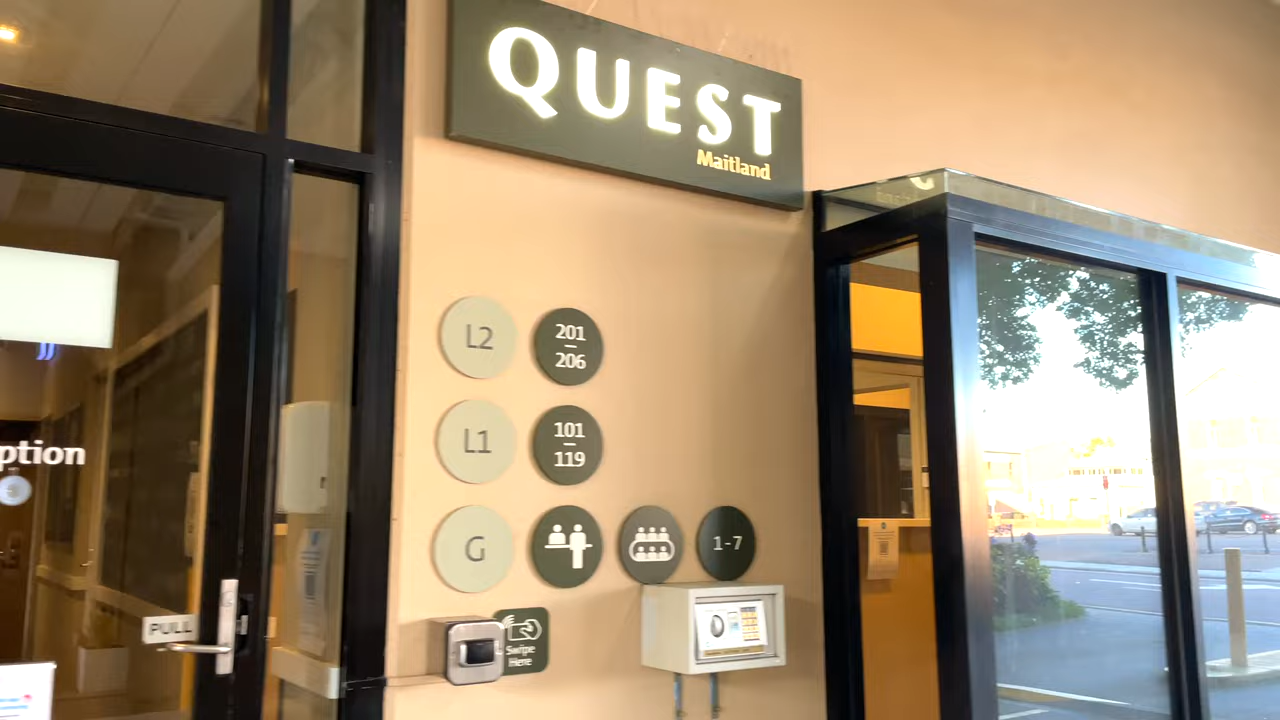 QUEST
Maitland
L2
201
206
L1
101
119
G
1-7
ption
PULL
Swipe
Here